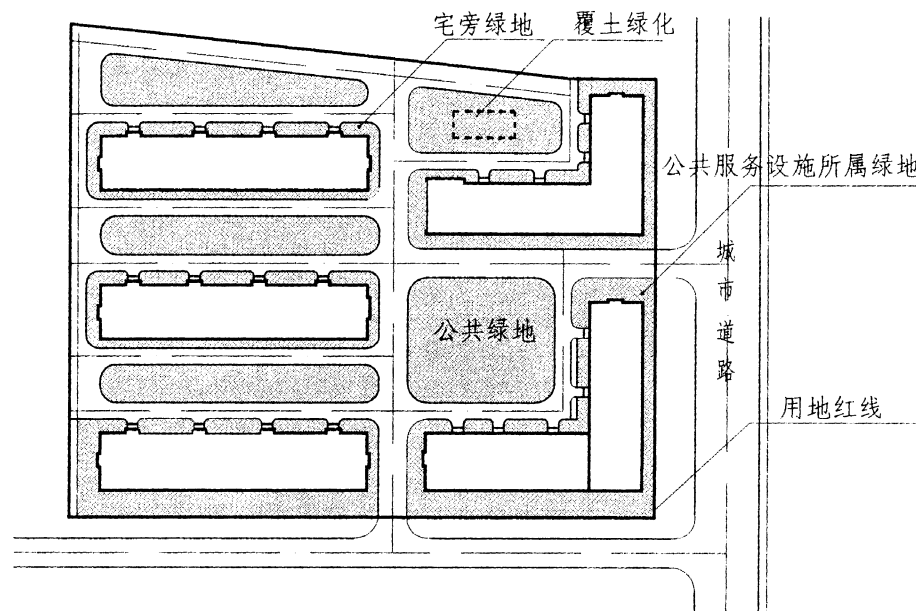 宅旁绿地
覆土绿化
公共服务设施所属绿地
城市道路
公共绿地
用地红线